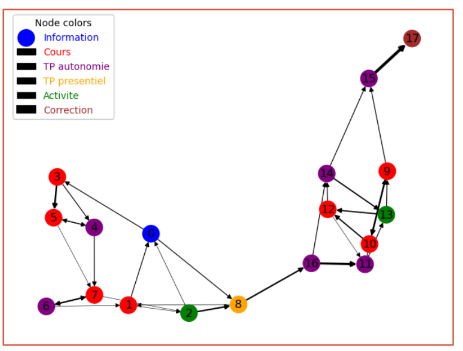 Node colors
Information
Cours
TP autonomie
TP presentiel
Activite
Correction
17
15
3
14
9
5
12
13
4
0
10
16
11
7
6
1
2
8